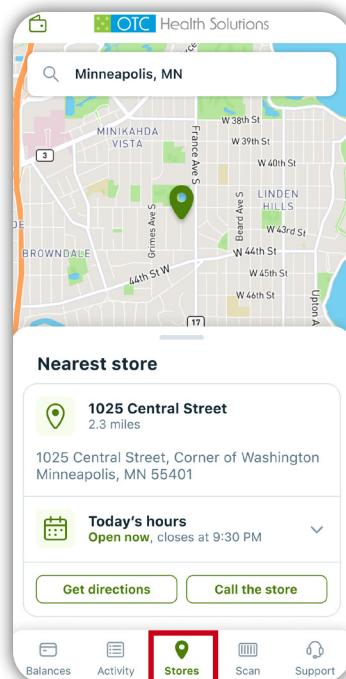 OTC Health Solutions
Minneapolis, MN
W 38th St
MINIKAHDA
VISTA
France Ave S
W 39th St
3
W 40th St
Grimes Ave S
Beard Ave S
LINDEN
HILLS
W 43rd St
BROWNDALE
W 44th St
44th St W
W 45th St
W 46th St
Upton A
17
Nearest store
1025 Central Street
2.3 miles
1025 Central Street, Corner of Washington
Minneapolis, MN 55401
Today's hours
Open now, closes at 9:30 PM
Get directions
Call the store
Balances Activity Stores Scan Support